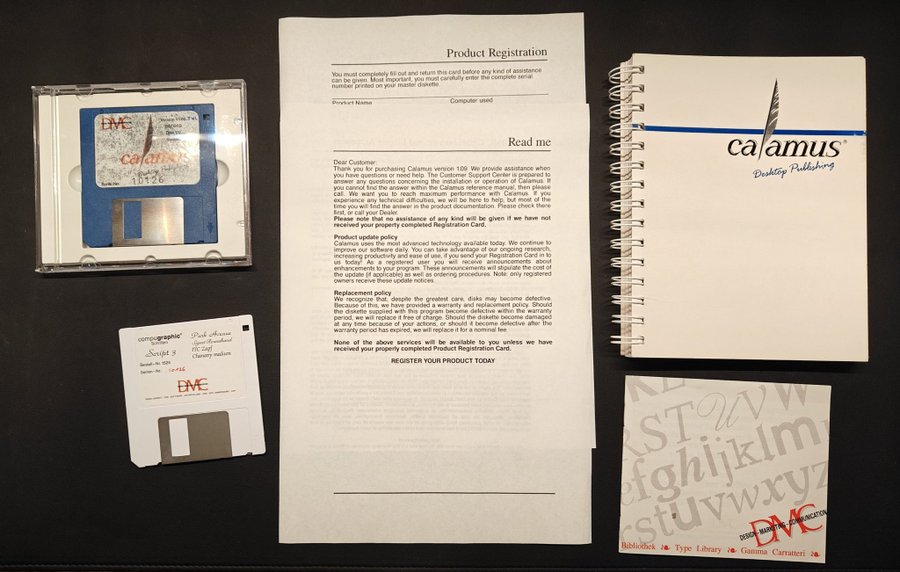 DMC
calamus
10126
compugraphic
Schriften
Script 3
Park Avenue
ITC Zapf
Chancery medium
Bestell-Nr. 1529
Serien-No. 10126
DMC
Product Registration
You must completely fill out and return this card before any kind of assistance
can be given. Most important, you must carefully enter the complete serial
number printed on your master diskette.
Product Name Computer used
Read me
Dear Customer:
Thank you for purchasing Calamus version 1.09. We provide assistance when
you have questions or need help. The Customer Support Center is prepared to
answer any questions concerning the installation or operation of Calamus. If
you cannot find the answer within the Calamus reference manual, then please
call. We want you to reach maximum performance with Calamus. If you
experience any technical difficulties, we will be here to help, but most of the
time you will find the answer in the product documentation. Please check there
first, or call your Dealer.
Please note that no assistance of any kind will be given if we have not
received your properly completed Registration Card.
Product update policy
Calamus uses the most advanced technology available today. We continue to
improve our software daily. You can take advantage of our ongoing research,
increasing productivity and ease of use, if you send your Registration Card in to
us today! As a registered user you will receive announcements about
enhancements to your program. These announcements will stipulate the cost of
the update (if applicable) as well as ordering procedures. Note: only registered
owners receive these update notices.
Replacement policy
We recognize that, despite the greatest care, disks may become defective.
Because of this, we have provided a warranty and replacement policy. Should
the diskette supplied with this program become defective within the warranty
period, we will replace it free of charge. Should the diskette become damaged
at any time because of your actions, or should it become defective after the
warranty period has expired, we will replace it for a nominal fee.
None of the above services will be available to you unless we have
received your properly completed Product Registration Card.
REGISTER YOUR PRODUCT TODAY
calamus®
Desktop Publishing
RST UVW
efghijklm
stuvwxyz
DESIGN-MARKETING-COMMUNICATION
DMC
Bibliothek ❧ Type Library ❧ Gamma Carratteri ❧